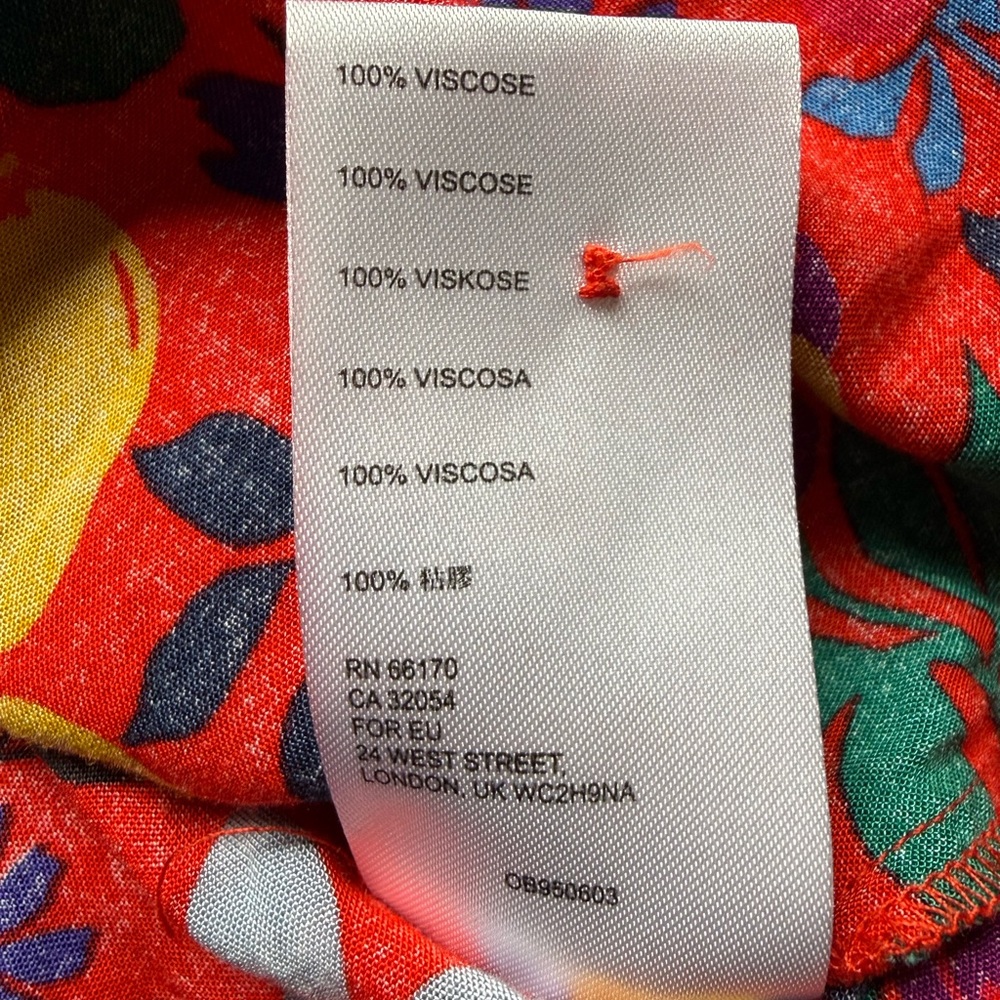 100% VISCOSE
100% VISCOSE
100% VISKOSE
100% VISCOSA
100% VISCOSA
100% 粘膠
RN 66170
CA 32054
FOR EU
24 WEST STREET,
LONDON, UK WC2H9NA
OB950603